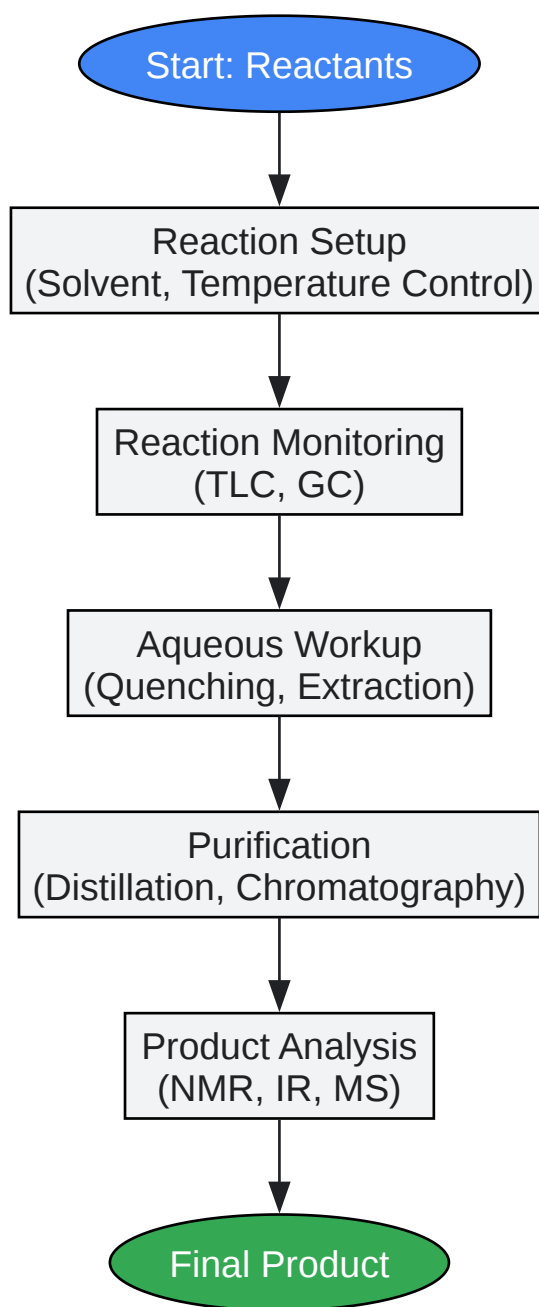 Start: Reactants
Reaction Setup
(Solvent, Temperature Control)
Reaction Monitoring
(TLC, GC)
Aqueous Workup
(Quenching, Extraction)
Purification
(Distillation, Chromatography)
Product Analysis
(NMR, IR, MS)
Final Product